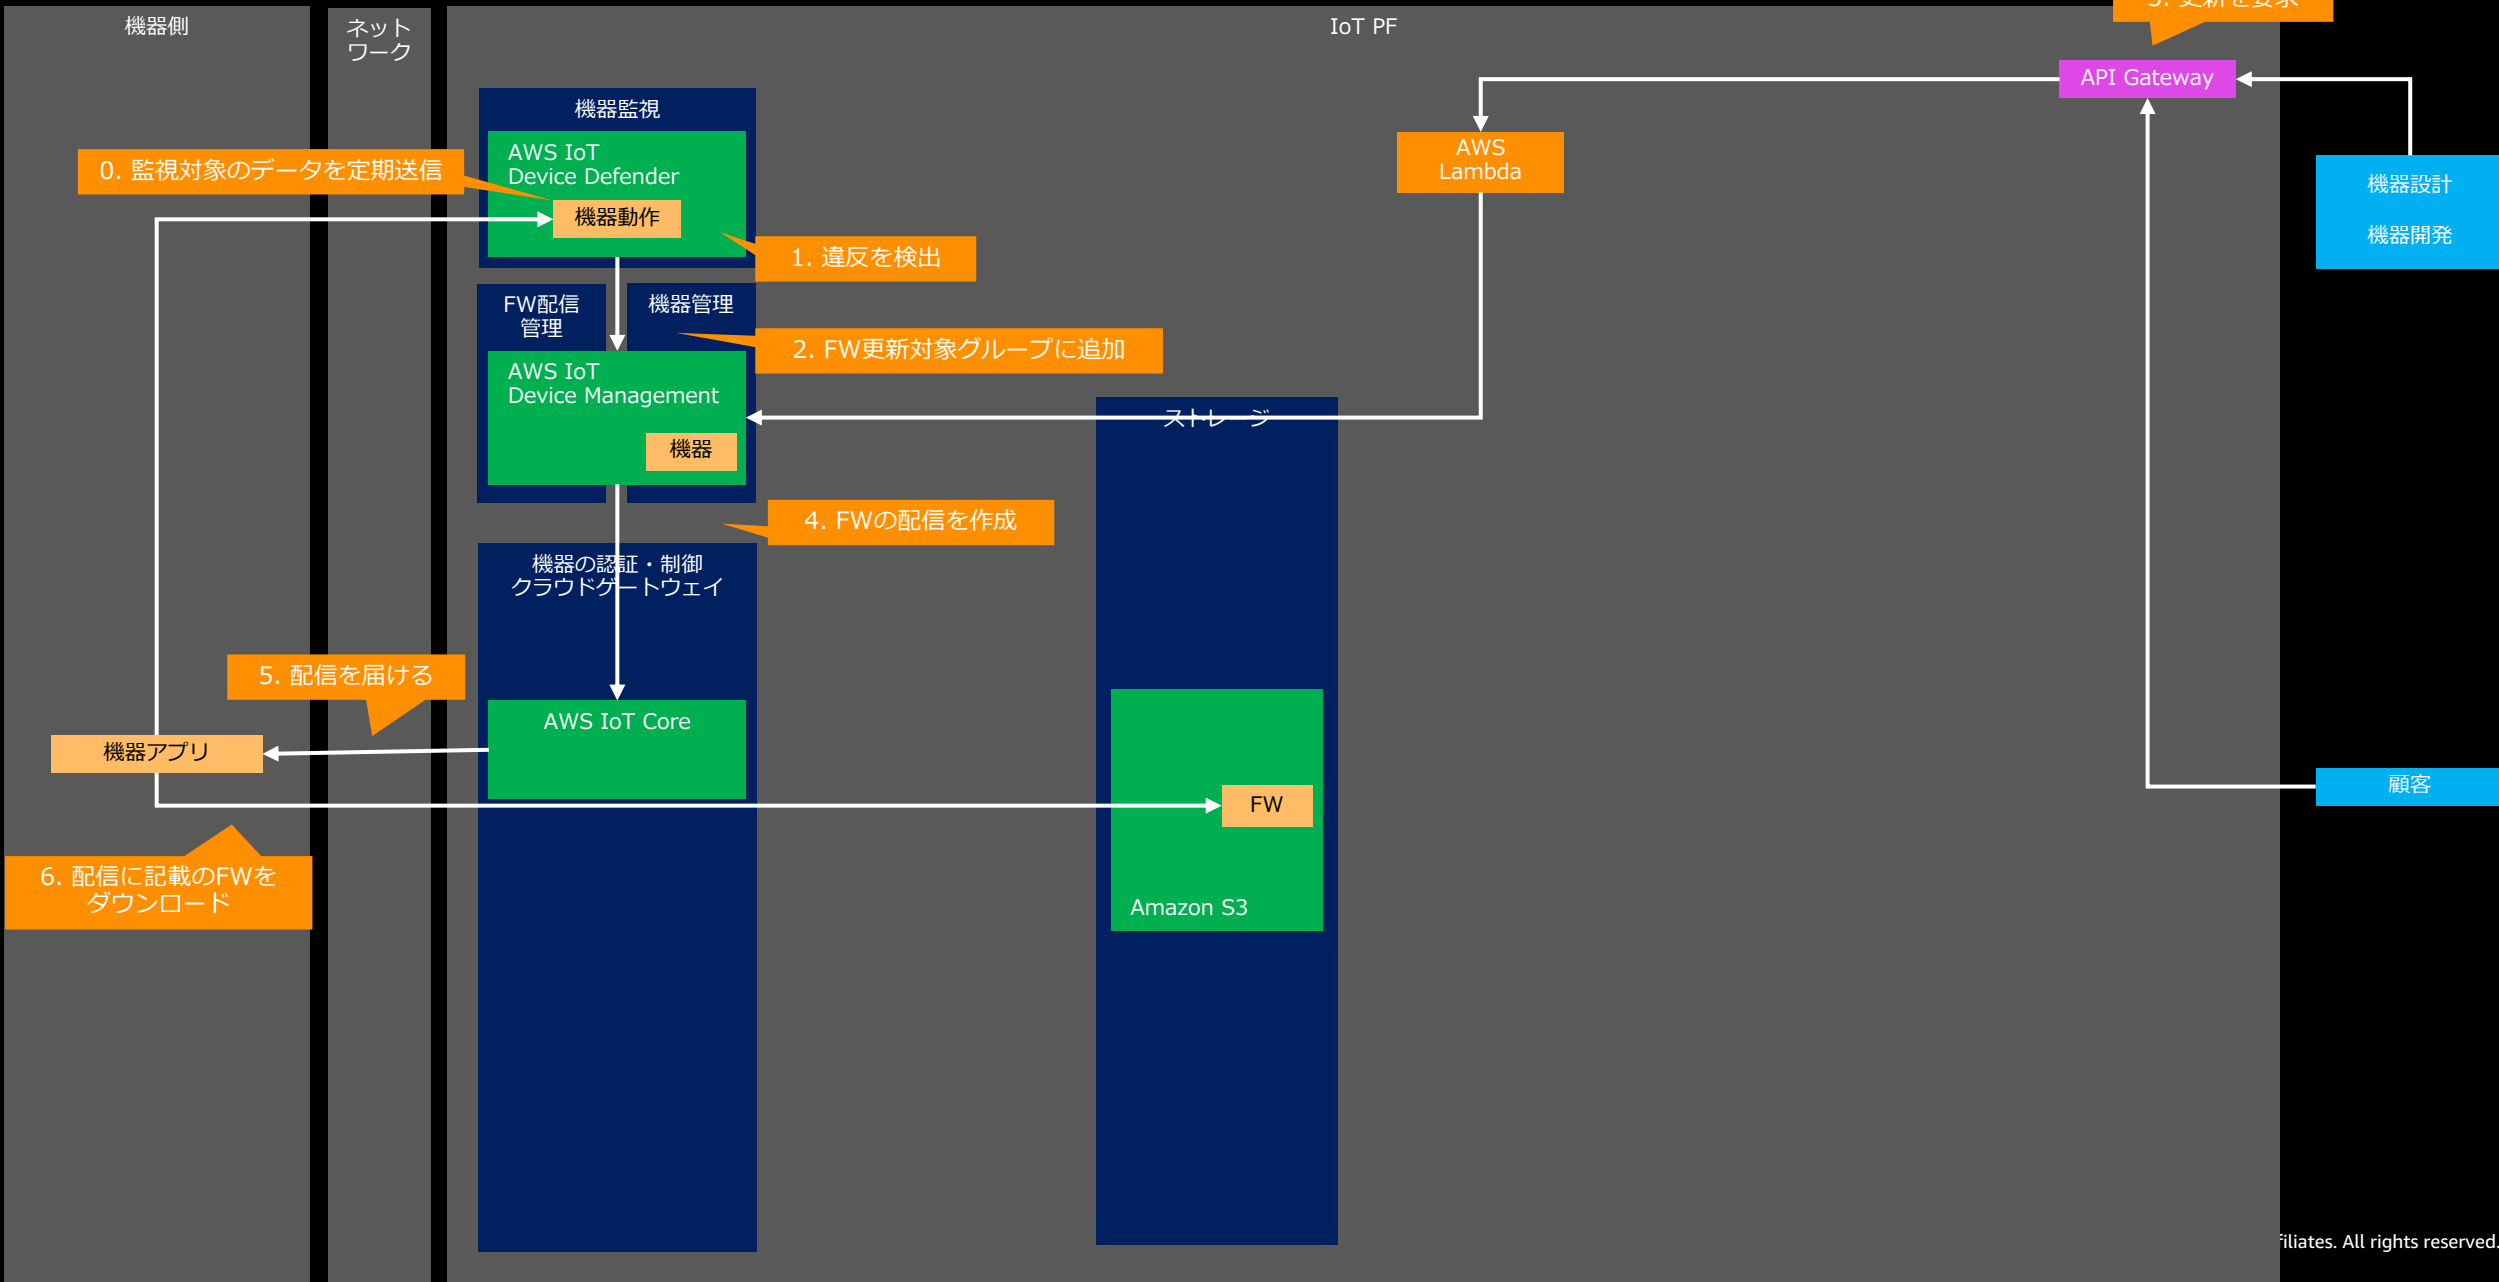 機器側
ネット
ワーク
IoT PF
3. 更新を要求
API Gateway
機器監視
AWS IoT
Device Defender
機器動作
0. 監視対象のデータを定期送信
1. 違反を検出
AWS
Lambda
機器設計
機器開発
FW配信
管理
機器管理
2. FW更新対象グループに追加
AWS IoT
Device Management
機器
ストレージ
4. FWの配信を作成
機器の認証・制御
クラウドゲートウェイ
5. 配信を届ける
AWS IoT Core
機器アプリ
FW
顧客
6. 配信に記載のFWを
ダウンロード
Amazon S3
filiates. All rights reserved.